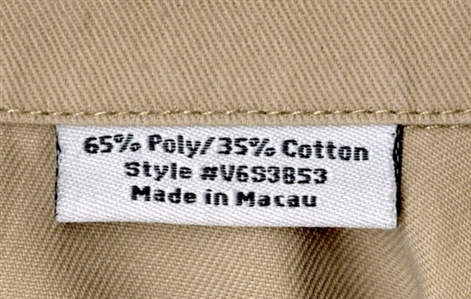 65% Poly/35% Cotton
Style #V6S3853
Made in Macau